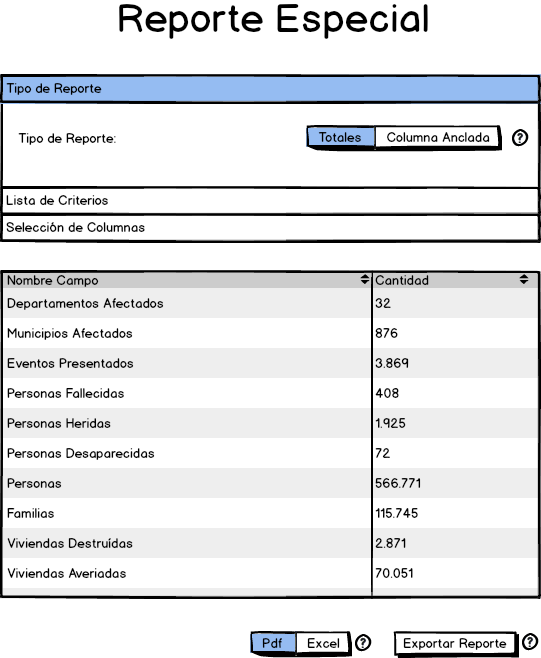 Reporte Especial
Tipo de Reporte
Tipo de Reporte: Totales Columna Anclada ?
Lista de Criterios
Selección de Columnas
Nombre Campo Cantidad
Departamentos Afectados 32
Municipios Afectados 876
Eventos Presentados 3.869
Personas Fallecidas 408
Personas Heridas 1.925
Personas Desaparecidas 72
Personas 566.771
Familias 115.745
Viviendas Destruídas 2.871
Viviendas Averiadas 70.051
Pdf Excel ? Exportar Reporte ?